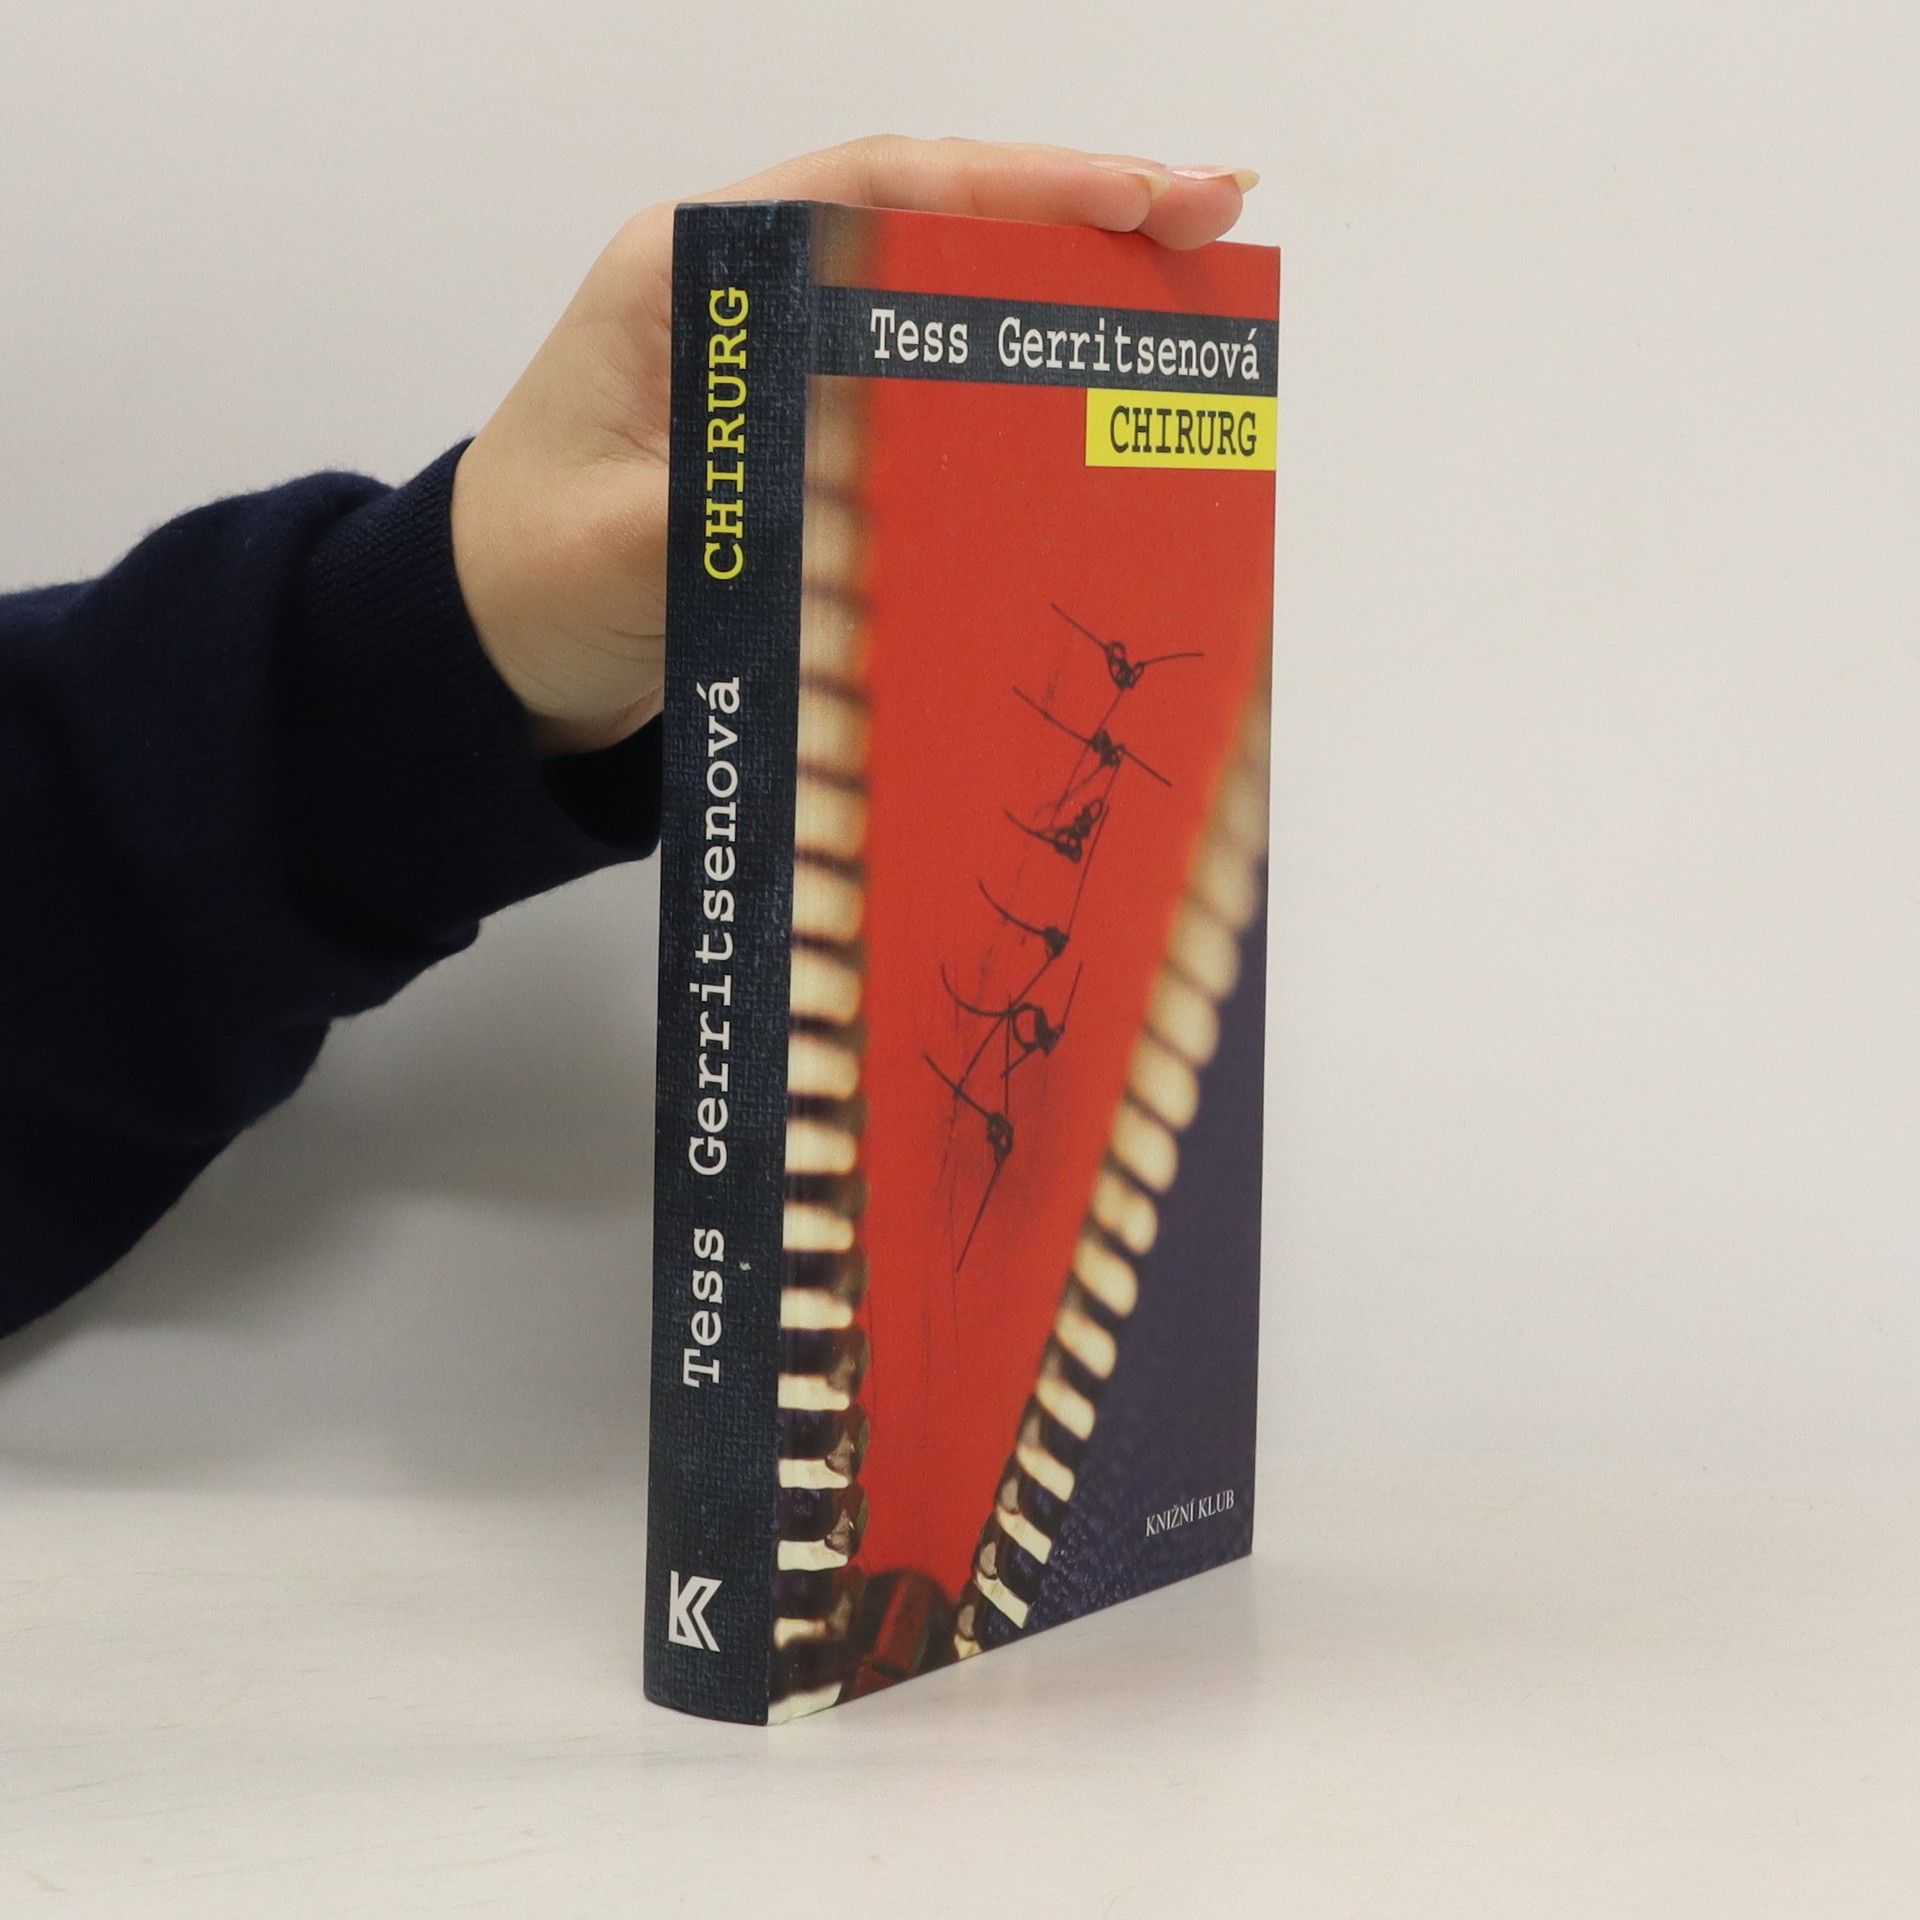 Tess Gerritsenová CHIRURG
Tess Gerritsenová
CHIRURG
KNIŽNÍ KLUB